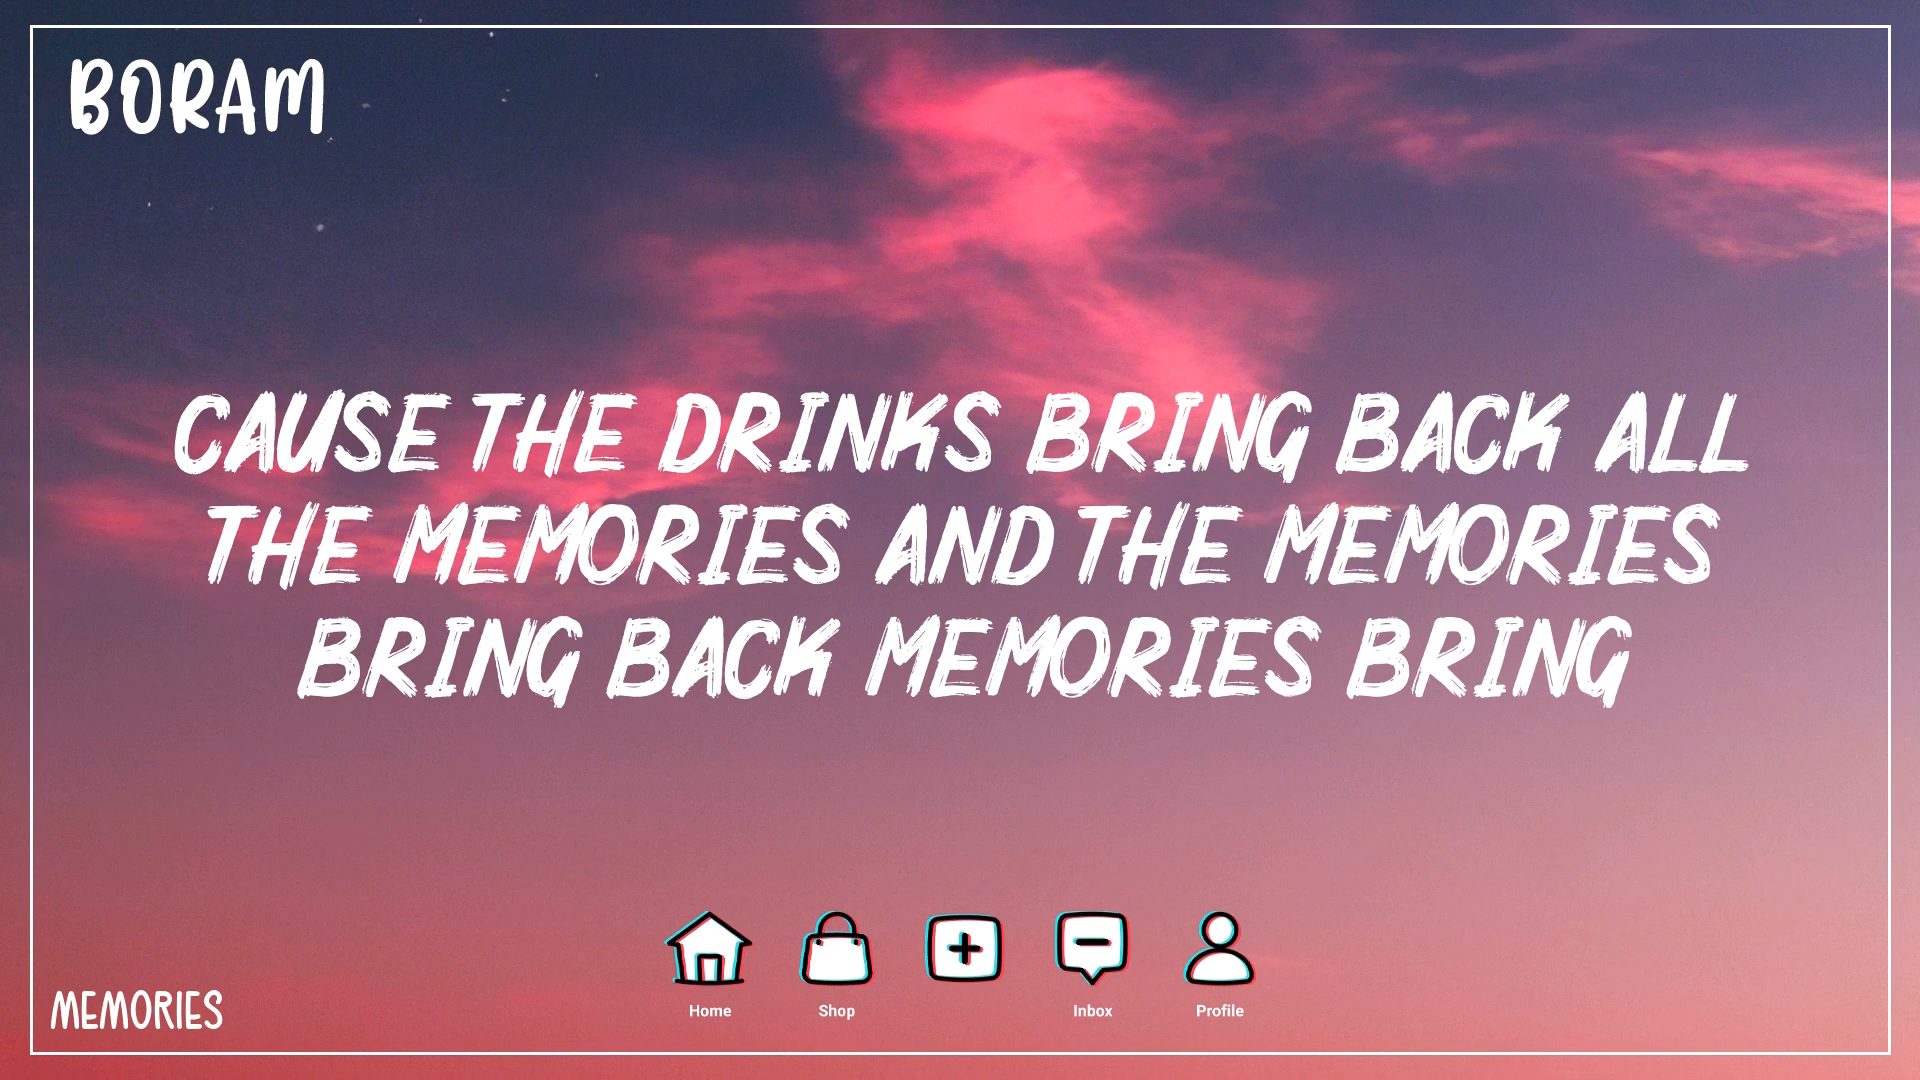 BORAM
CAUSE THE DRINKS BRING BACK ALL
THE MEMORIES AND THE MEMORIES
BRING BACK MEMORIES BRING
Home Shop Inbox Profile
MEMORIES